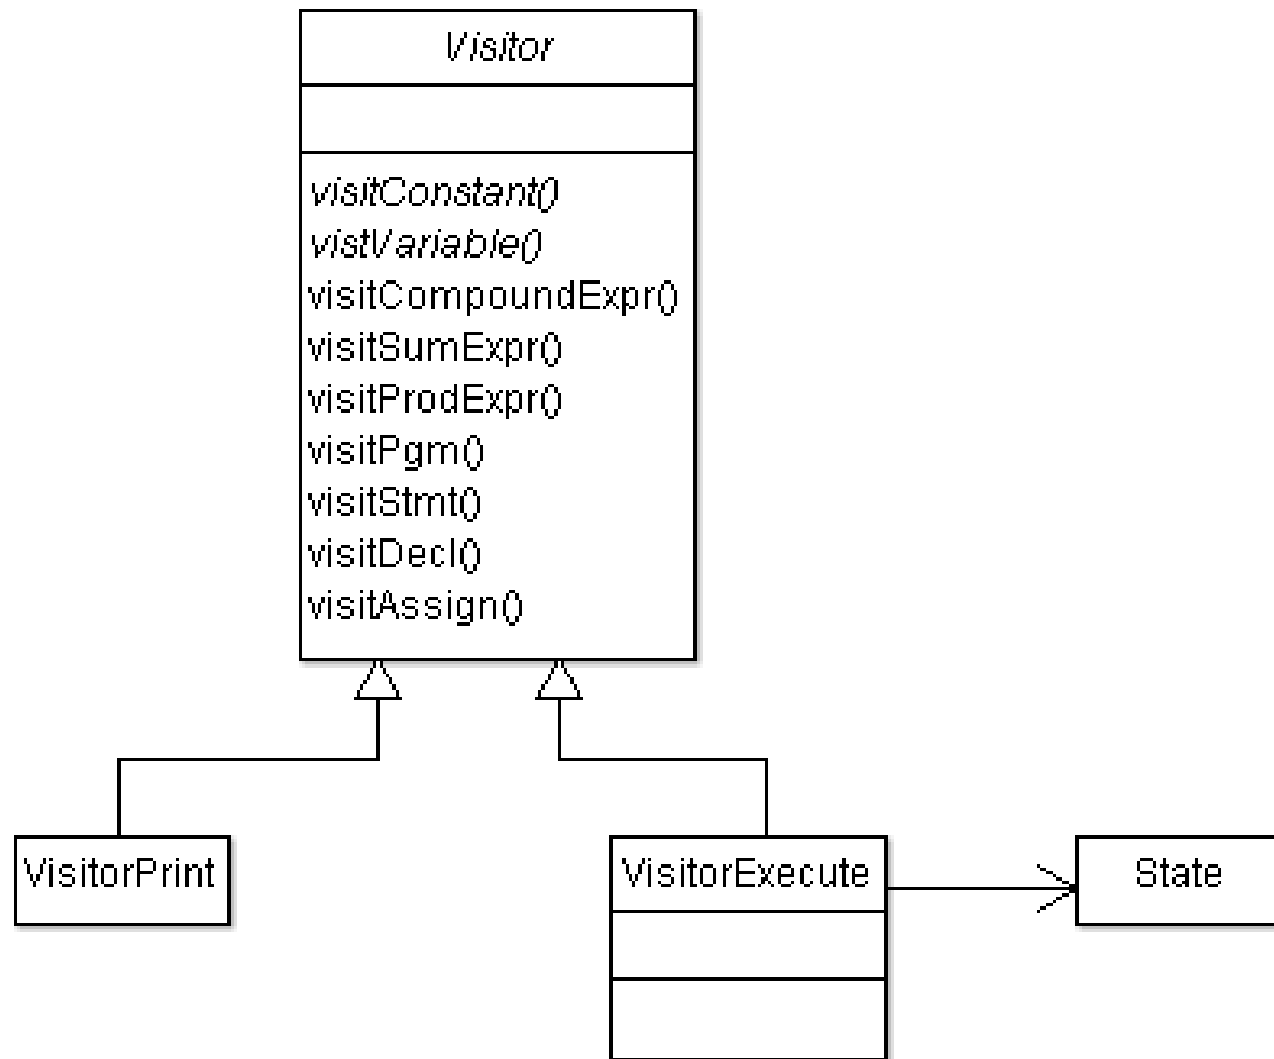 Visitor
visitConstant()
vistVariable()
visitCompoundExpr()
visitSumExpr()
visitProdExpr()
visitPgm()
visitStmt()
visitDecl()
visitAssign()
VisitorPrint
VisitorExecute
State